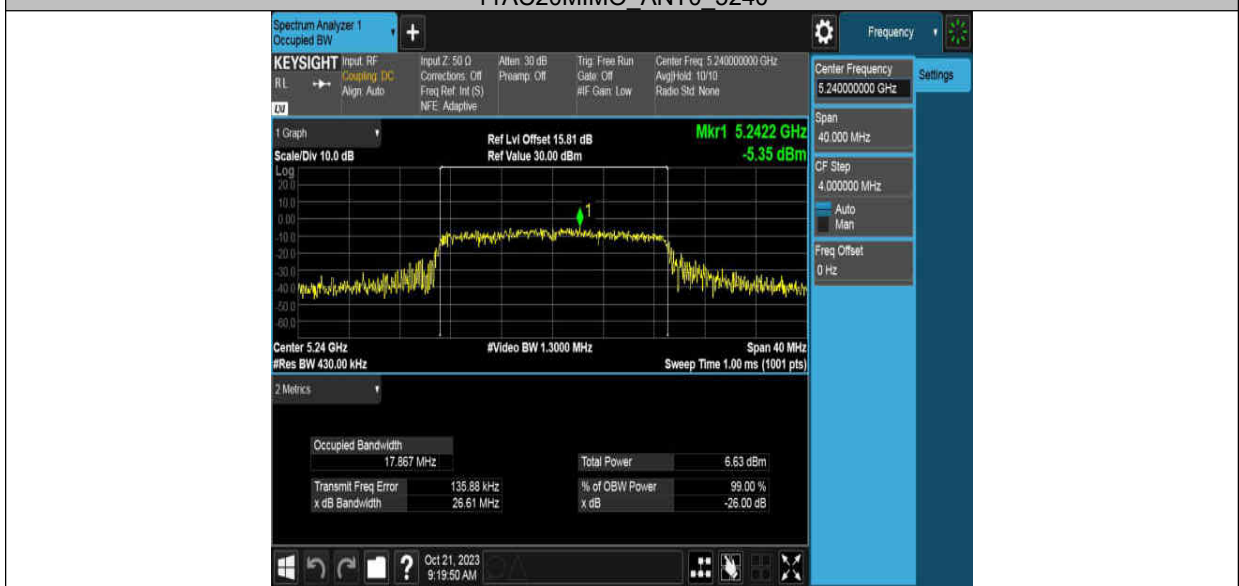 11AC20MIMO_ANT0_5240
Spectrum Analyzer 1
Occupied BW
Frequency
KEYSIGHT
RL
LXI
Input: RF
Coupling: DC
Align: Auto
Input Z: 50 Ω
Corrections: Off
Freq Ref: Int (S)
NFE: Adaptive
Atten: 30 dB
Preamp: Off
Trig: Free Run
Gate: Off
#IF Gain: Low
Center Freq: 5.240000000 GHz
Avg|Hold: 10/10
Radio Std: None
Center Frequency
5.240000000 GHz
Settings
Span
40.000 MHz
CF Step
4.000000 MHz
Auto
Man
Freq Offset
0 Hz
1 Graph
Scale/Div 10.0 dB
Ref Lvl Offset 15.81 dB
Ref Value 30.00 dBm
Mkr1 5.2422 GHz
-5.35 dBm
Log
20.0
10.0
0.00
-10.0
-20.0
-30.0
-40.0
-50.0
-60.0
1
Center 5.24 GHz
#Res BW 430.00 kHz
#Video BW 1.3000 MHz
Span 40 MHz
Sweep Time 1.00 ms (1001 pts)
2 Metrics
Occupied Bandwidth
17.867 MHz
Total Power 6.63 dBm
Transmit Freq Error 135.88 kHz
% of OBW Power 99.00 %
x dB Bandwidth 26.61 MHz
x dB -26.00 dB
?
Oct 21, 2023
9:19:50 AM